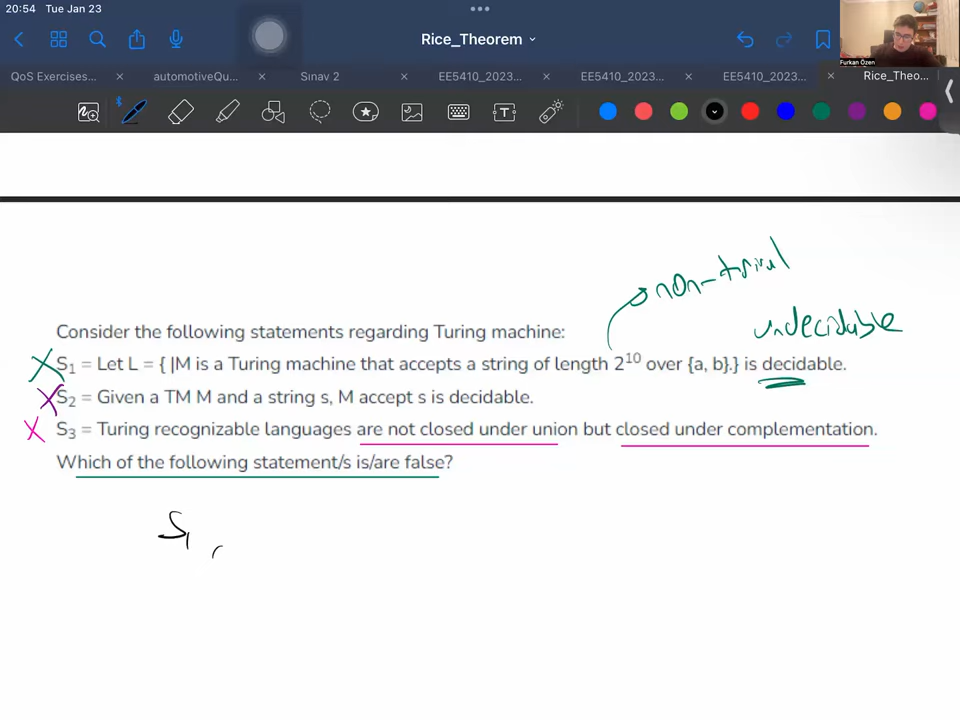 20:54 Tue Jan 23
Rice_Theorem
Furkan Özen
QoS Exercises...
automotiveQu...
Sınav 2
EE5410_2023...
EE5410_2023...
EE5410_2023...
Rice_Theo...
non-trivial
undecidable
Consider the following statements regarding Turing machine:
X S₁ = Let L = { |M is a Turing machine that accepts a string of length 2¹⁰ over {a, b}.} is decidable.
X S₂ = Given a TM M and a string s, M accept s is decidable.
X S₃ = Turing recognizable languages are not closed under union but closed under complementation.
Which of the following statement/s is/are false?
S₁